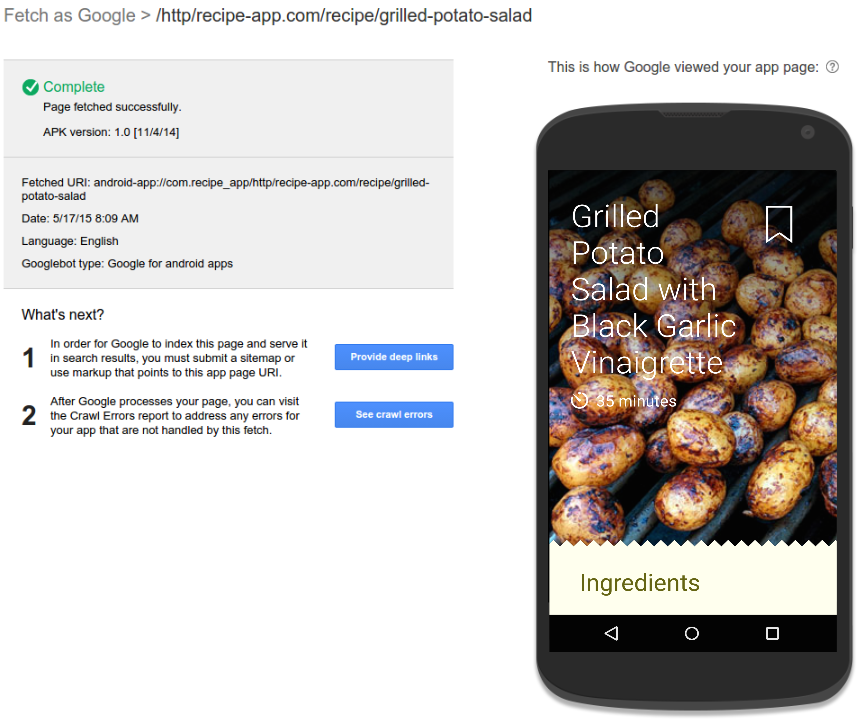 Fetch as Google > /http/recipe-app.com/recipe/grilled-potato-salad
Complete
Page fetched successfully.
APK version: 1.0 [11/4/14]
Fetched URI: android-app://com.recipe_app/http/recipe-app.com/recipe/grilled-
potato-salad
Date: 5/17/15 8:09 AM
Language: English
Googlebot type: Google for android apps
What's next?
1
In order for Google to index this page and serve it
in search results, you must submit a sitemap or
use markup that points to this app page URI.
Provide deep links
2
After Google processes your page, you can visit
the Crawl Errors report to address any errors for
your app that are not handled by this fetch.
See crawl errors
This is how Google viewed your app page: ?
Grilled
Potato
Salad with
Black Garlic
Vinaigrette
35 minutes
Ingredients